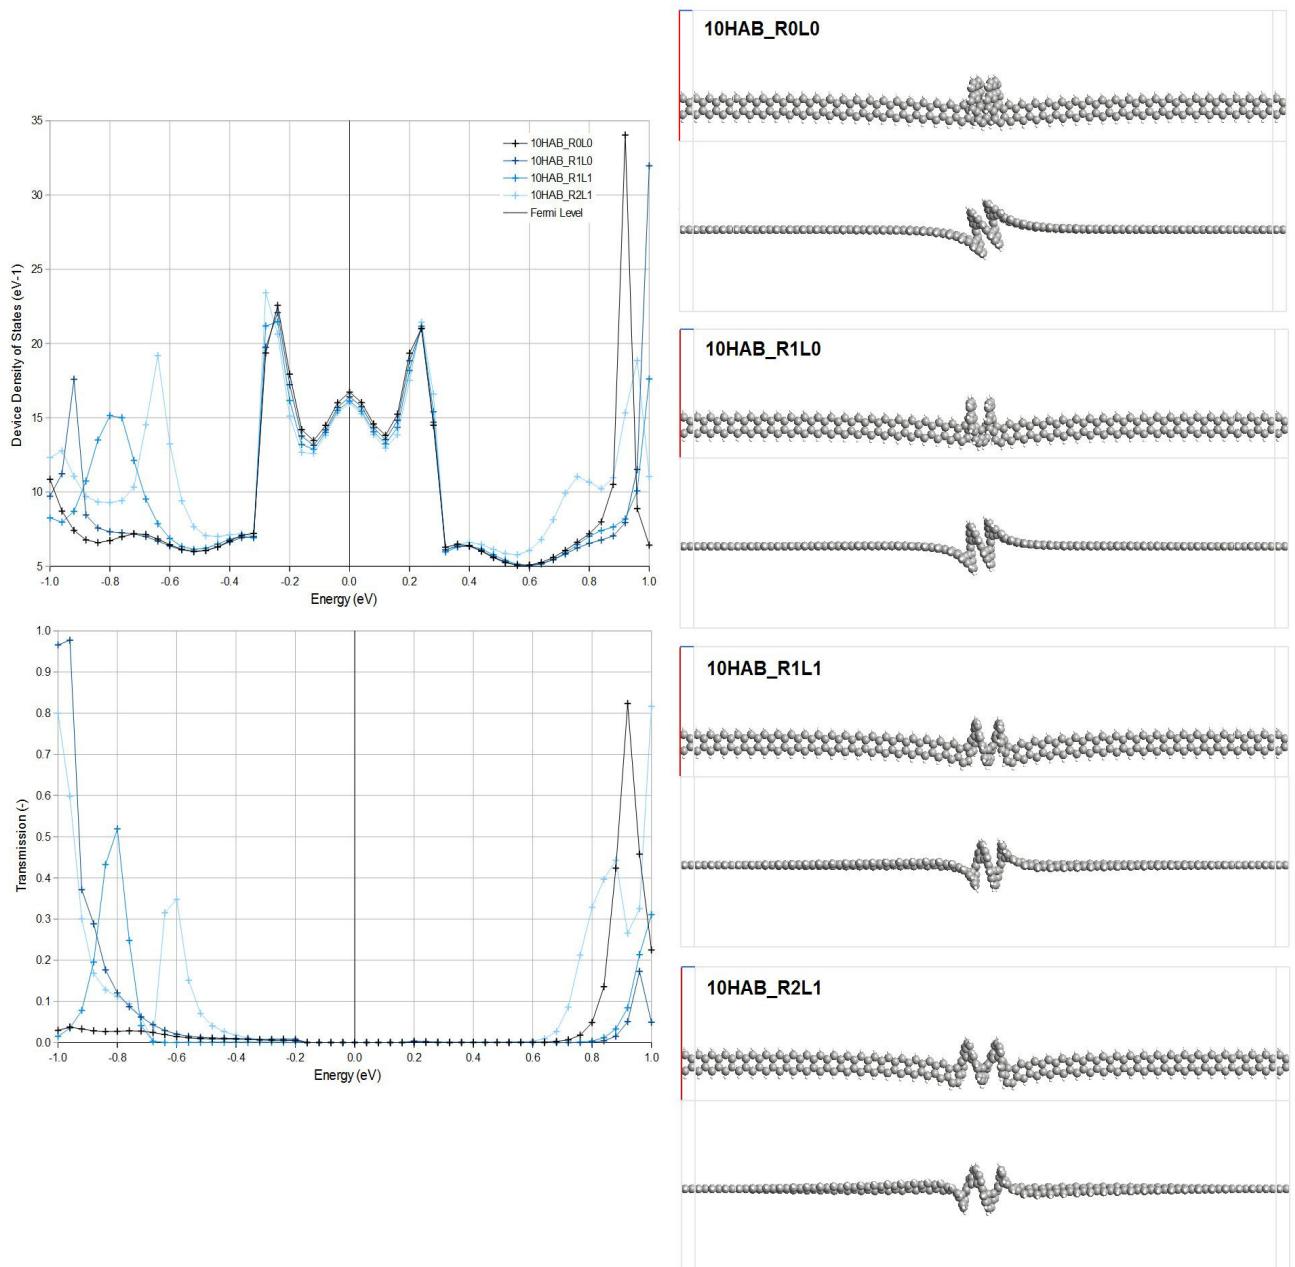 10HAB_R0L0
35
30
25
20
15
10
5
Device Density of States (eV-1)
10HAB_R0L0
10HAB_R1L0
10HAB_R1L1
10HAB_R2L1
Fermi Level
-1.0 -0.8 -0.6 -0.4 -0.2 0.0 0.2 0.4 0.6 0.8 1.0
Energy (eV)
10HAB_R1L0
1.0
0.9
0.8
0.7
0.6
0.5
0.4
0.3
0.2
0.1
0.0
Transmission (-)
-1.0 -0.8 -0.6 -0.4 -0.2 0.0 0.2 0.4 0.6 0.8 1.0
Energy (eV)
10HAB_R1L1
10HAB_R2L1